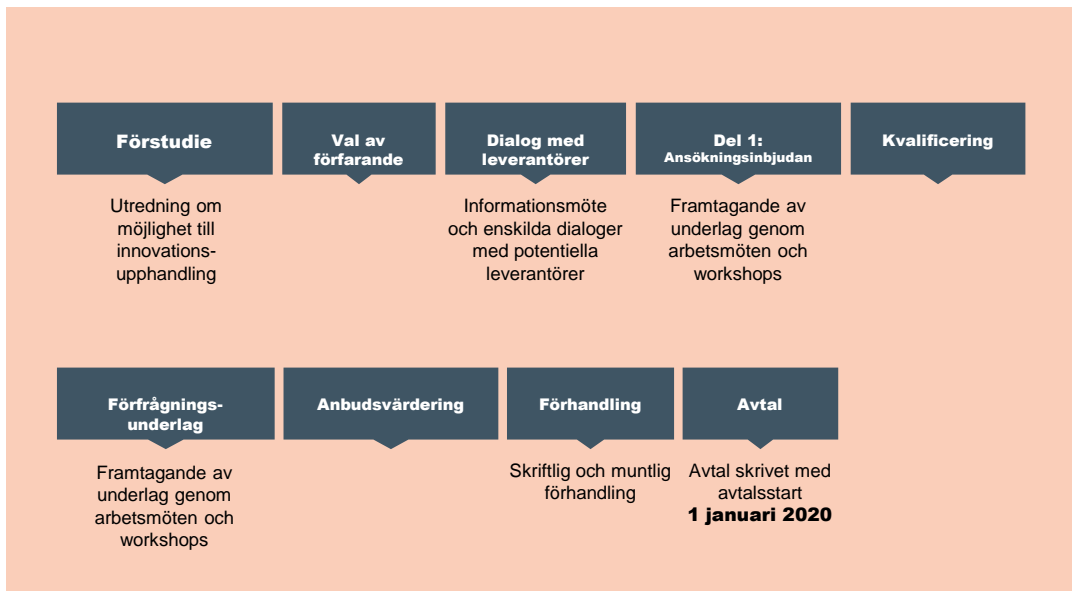 Förstudie
Utredning om
möjlighet till
innovations-
upphandling
Val av
förfarande
Dialog med
leverantörer
Informationsmöte
och enskilda dialoger
med potentiella
leverantörer
Del 1:
Ansökningsinbjudan
Framtagande av
underlag genom
arbetsmöten och
workshops
Kvalificering
Förfrågnings-
underlag
Framtagande av
underlag genom
arbetsmöten och
workshops
Anbudsvärdering
Förhandling
Skriftlig och muntlig
förhandling
Avtal
Avtal skrivet med
avtalsstart
1 januari 2020